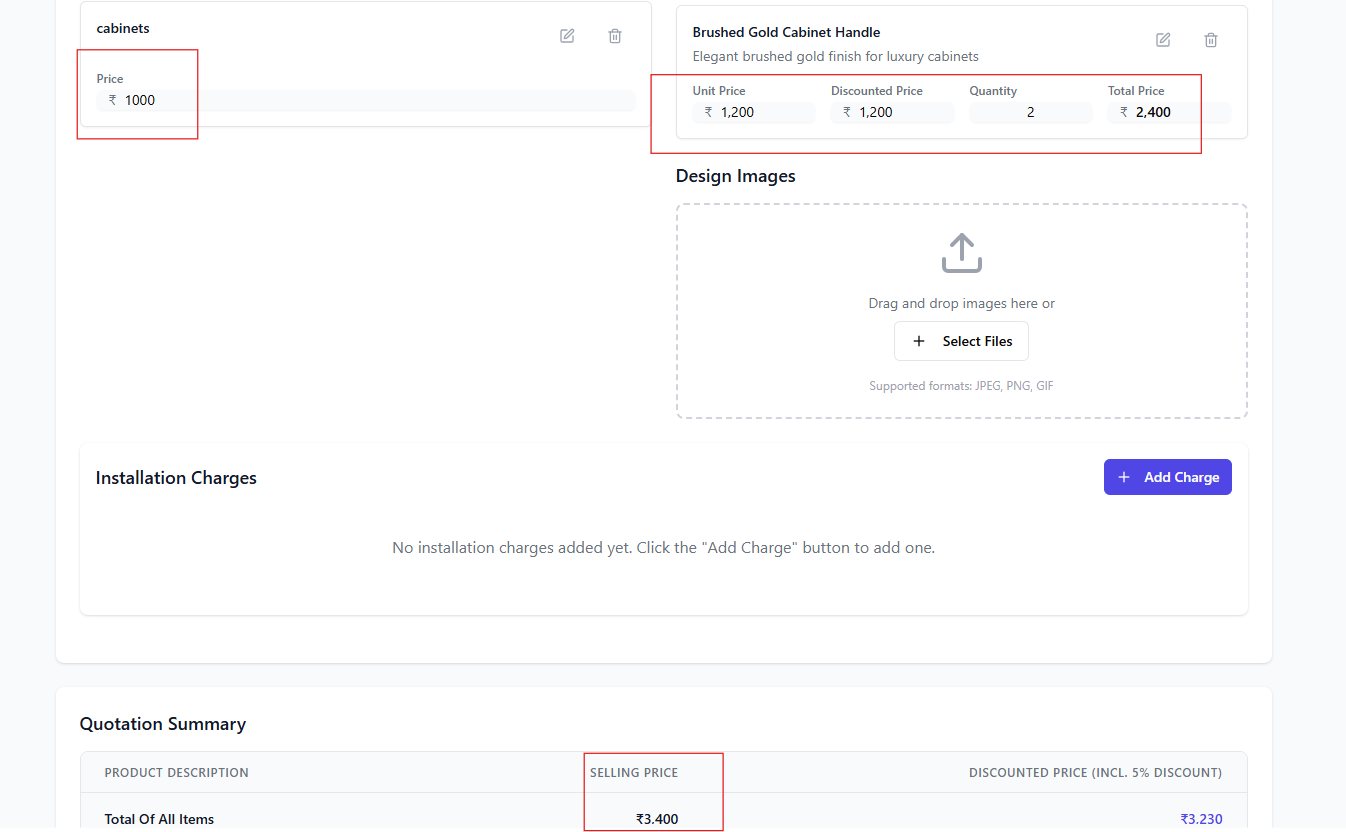 cabinets
Price
₹ 1000
Brushed Gold Cabinet Handle
Elegant brushed gold finish for luxury cabinets
Unit Price Discounted Price Quantity Total Price
₹ 1,200 ₹ 1,200 2 ₹ 2,400
Design Images
Drag and drop images here or
+ Select Files
Supported formats: JPEG, PNG, GIF
Installation Charges
+ Add Charge
No installation charges added yet. Click the "Add Charge" button to add one.
Quotation Summary
PRODUCT DESCRIPTION SELLING PRICE DISCOUNTED PRICE (INCL. 5% DISCOUNT)
Total Of All Items ₹3,400 ₹3,230